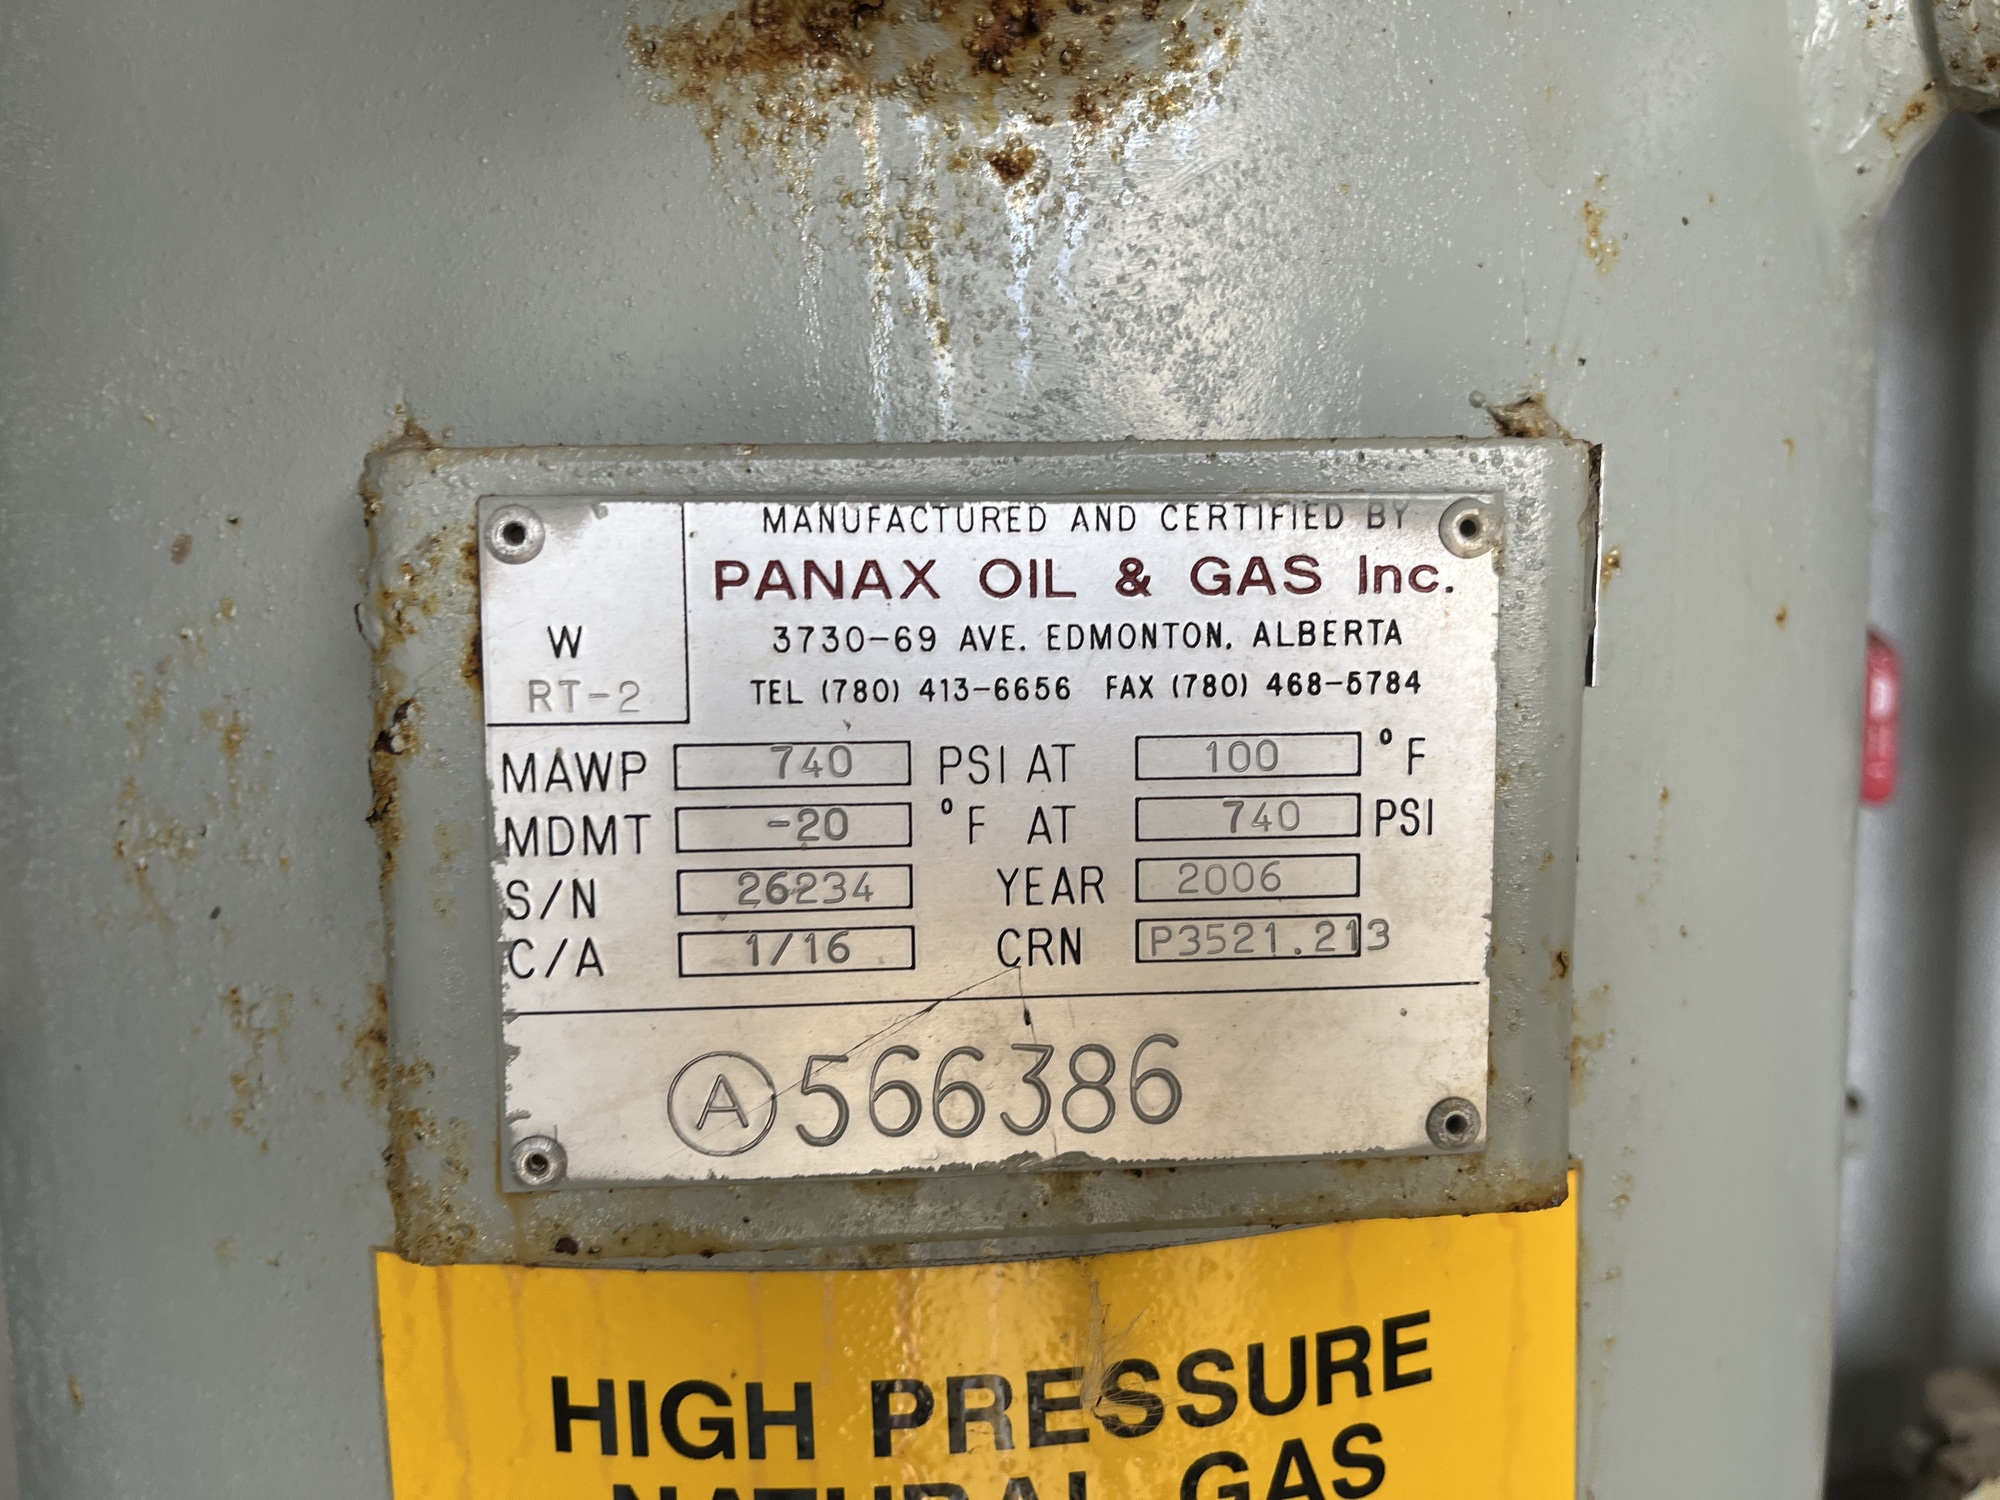 MANUFACTURED AND CERTIFIED BY
PANAX OIL & GAS Inc.
3730-69 AVE. EDMONTON, ALBERTA
TEL (780) 413-6656 FAX (780) 468-5784
W
RT-2
MAWP 740 PSI AT 100 °F
MDMT -20 °F AT 740 PSI
S/N 26234 YEAR 2006
C/A 1/16 CRN P3521.213
Ⓐ 566386
HIGH PRESSURE
NATURAL GAS